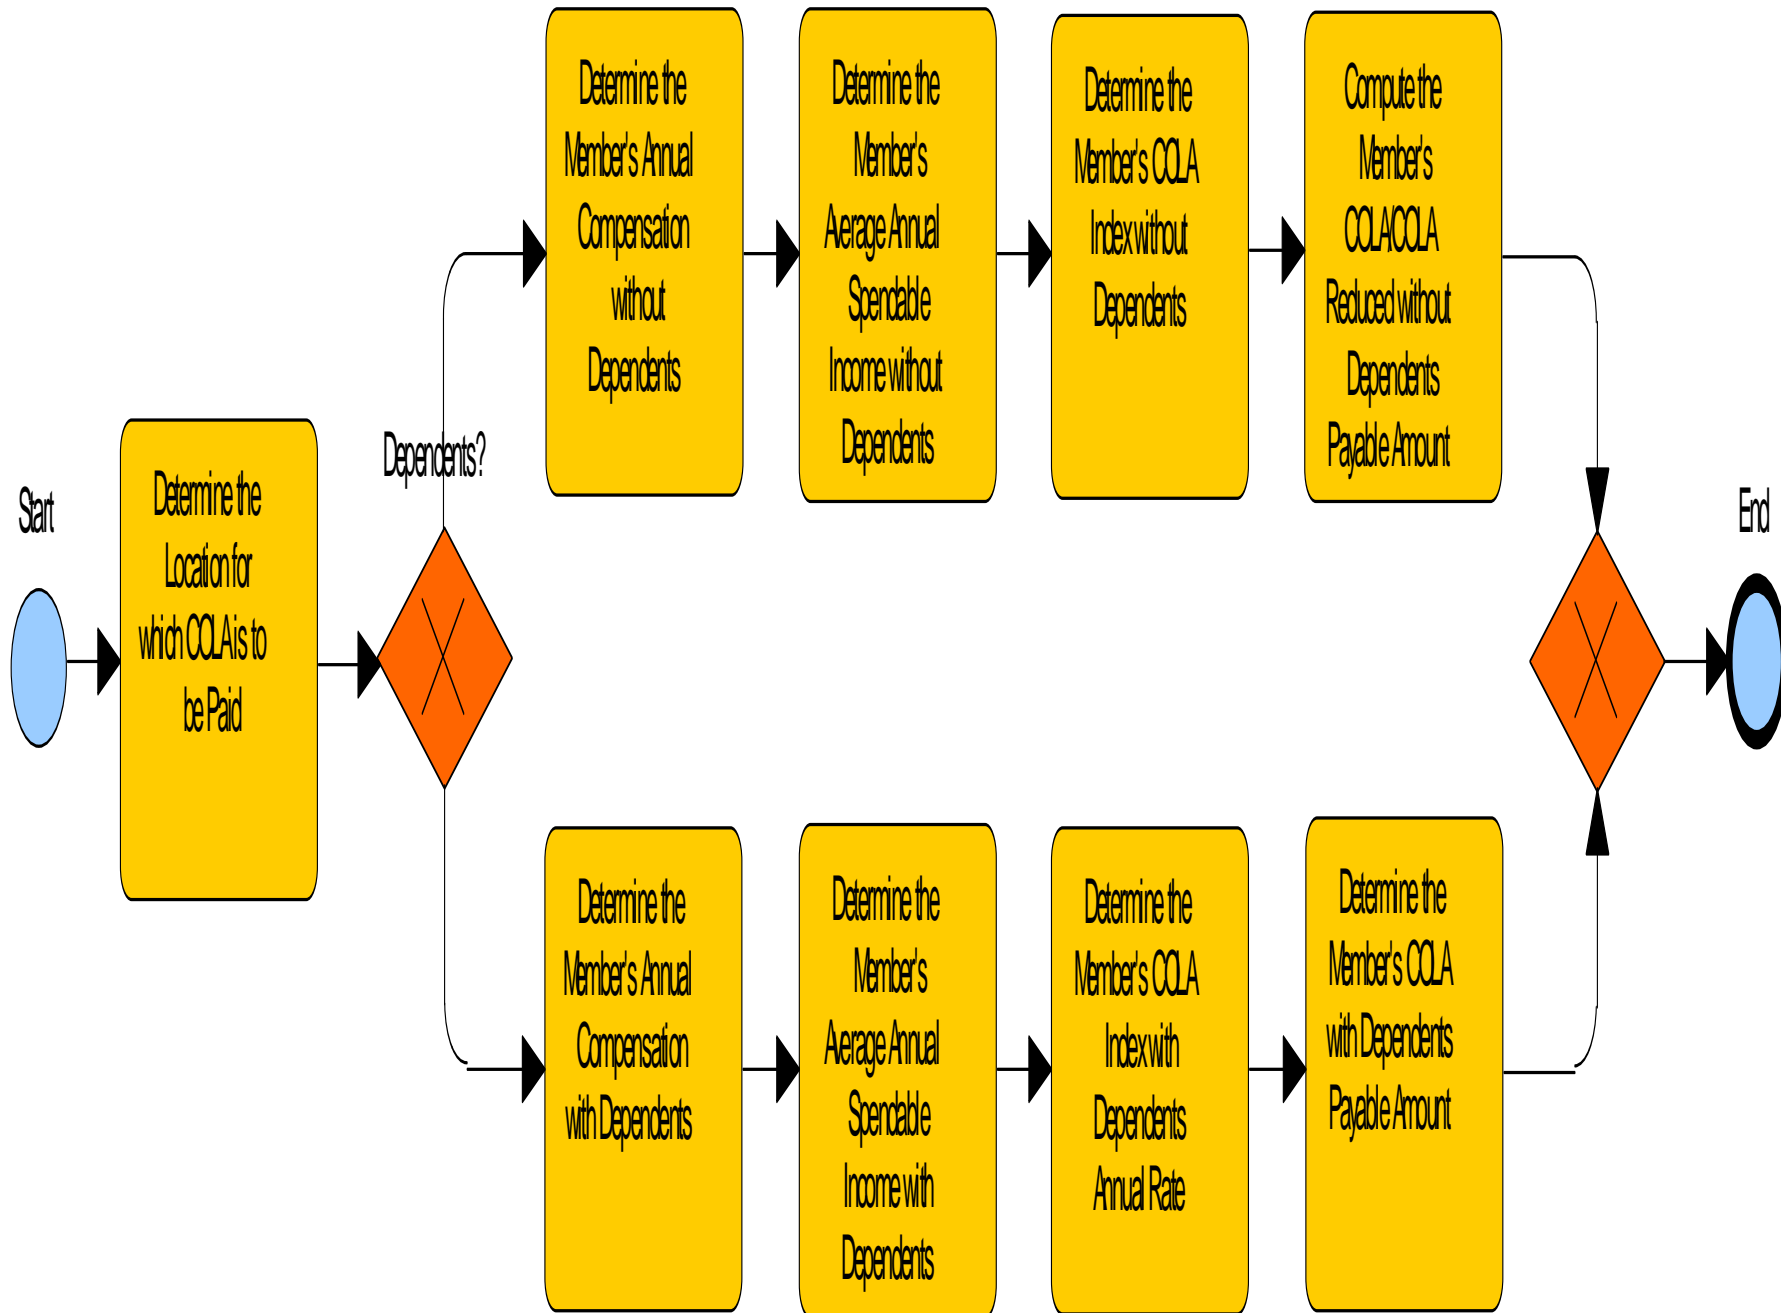 Start
Determine the
Location for
which COLA is to
be Paid
Dependents?
Determine the
Member's Annual
Compensation
without
Dependents
Determine the
Member's
Average Annual
Spendable
Income without
Dependents
Determine the
Member's COLA
Index without
Dependents
Compute the
Member's
COLA/COLA
Reduced without
Dependents
Payable Amount
Determine the
Member's Annual
Compensation
with Dependents
Determine the
Member's
Average Annual
Spendable
Income with
Dependents
Determine the
Member's COLA
Index with
Dependents
Annual Rate
Determine the
Member's COLA
with Dependents
Payable Amount
End